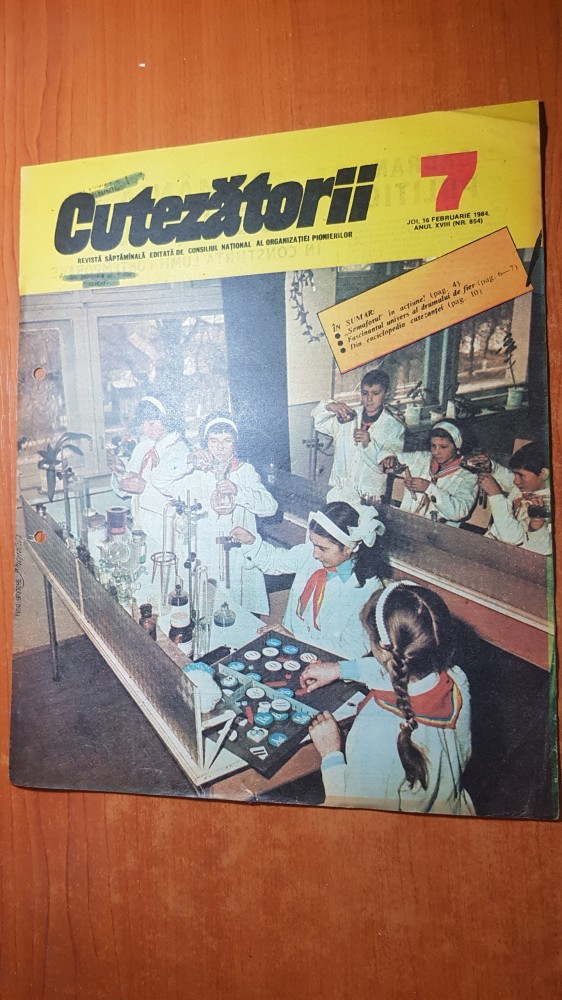 Cutezătorii
7
JOI, 16 FEBRUARIE 1984,
ANUL XVIII (NR. 854)
REVISTĂ SĂPTĂMÎNALĂ EDITATĂ DE CONSILIUL NAȚIONAL AL ORGANIZAȚIEI PIONIERILOR
ÎN SUMAR:
● „Semaforul” în acțiune! (pag. 4)
● Fascinantul univers al drumului de fier (pag. 6—7)
● Din enciclopedia cutezanței (pag. 10)